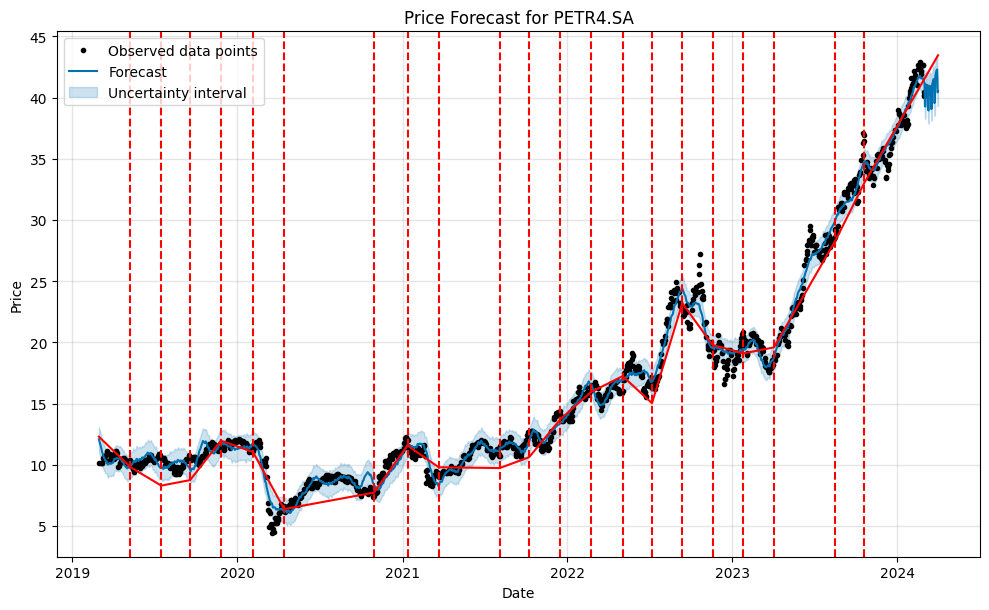 Price Forecast for PETR4.SA
Observed data points
Forecast
Uncertainty interval
Price
45
40
35
30
25
20
15
10
5
2019
2020
2021
2022
2023
2024
Date